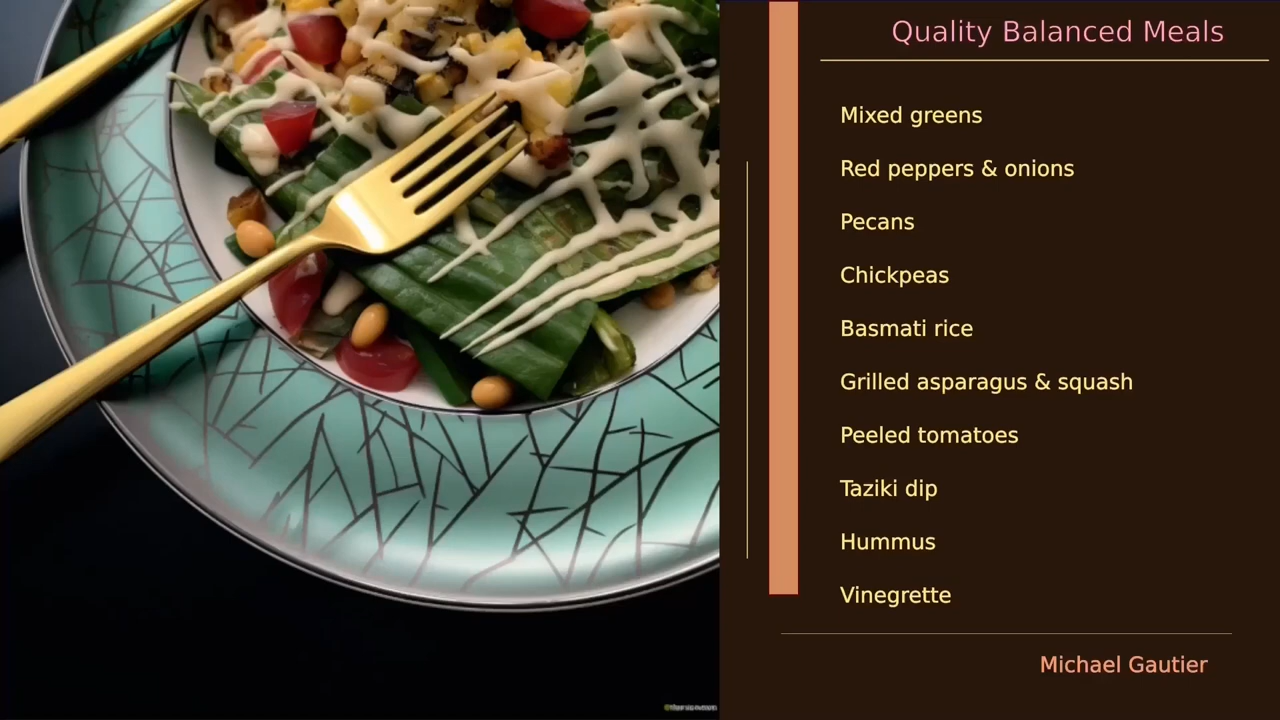 Quality Balanced Meals
Mixed greens
Red peppers & onions
Pecans
Chickpeas
Basmati rice
Grilled asparagus & squash
Peeled tomatoes
Taziki dip
Hummus
Vinegrette
Michael Gautier